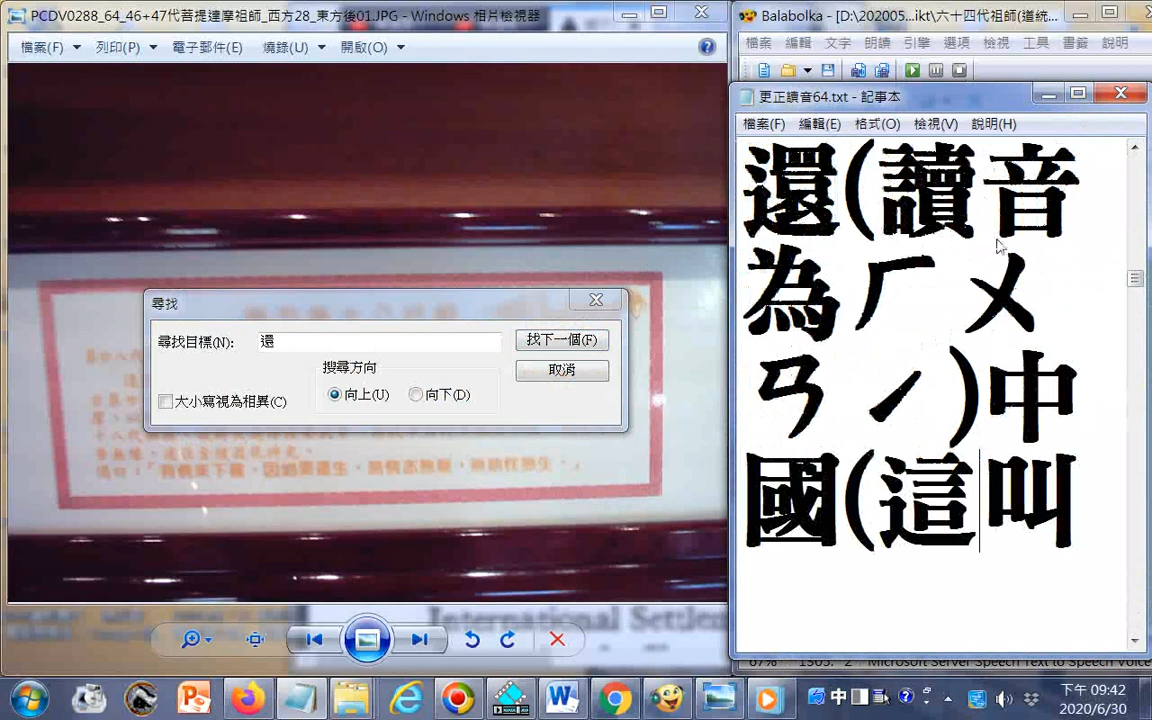 PCDV0288_64_46+47代菩提達摩祖師_西方28_東方後01.JPG - Windows 相片檢視器
檔案(F) 列印(P) 電子郵件(E) 燒錄(U) 開啟(O)
尋找
尋找目標(N): 還
找下一個(F)
搜尋方向
取消
大小寫視為相異(C)
向上(U) 向下(D)
International Settle
Balabolka - [D:\202005...ikt\六十四代祖師(道統...
檔案 編輯 文字 朗讀 引擎 選項 檢視 工具 書籤 說明
更正讀音64.txt - 記事本
檔案(F) 編輯(E) 格式(O) 檢視(V) 說明(H)
還(讀音
為ㄏㄨ
ㄢˊ)中
國(這叫
67% 1303: 2 Microsoft Server Speech Text to Speech Voice
中
下午 09:42
2020/6/30